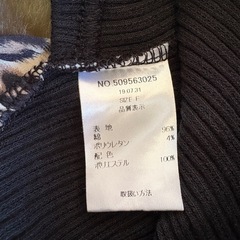 NO.509563025
19.07.31
SIZE F
品質表示
表 地
綿 96%
ポリウレタン 4%
配 色
ポリエステル 100%
取扱い方法